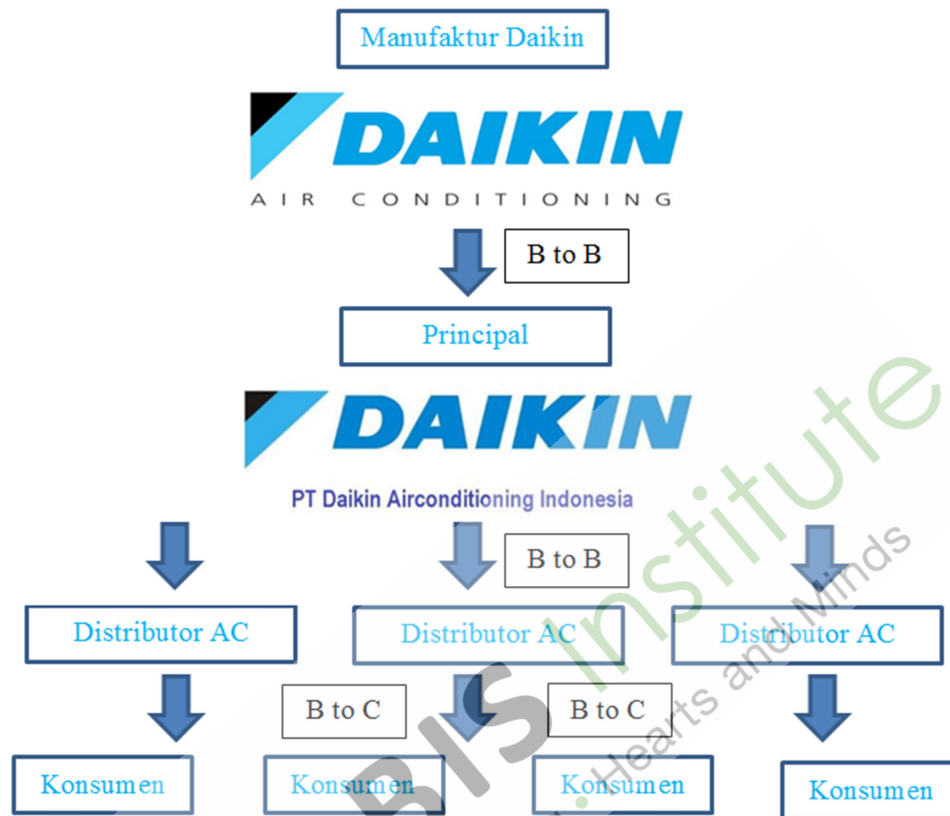 Manufaktur Daikin
DAIKIN
AIR CONDITIONING
B to B
Principal
DAIKIN
PT Daikin Airconditioning Indonesia
B to B
Distributor AC
Distributor AC
Distributor AC
B to C
B to C
Konsumen
Konsumen
Konsumen
Konsumen
BIS Institute
Hearts and Minds